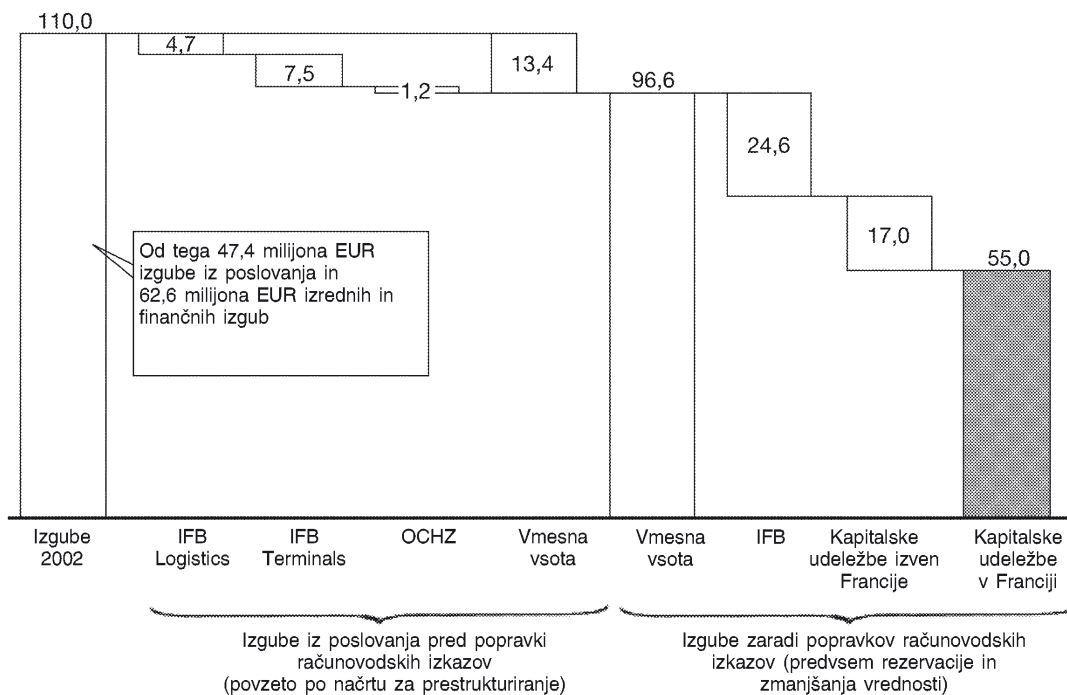 110,0
4,7
7,5
1,2
13,4
96,6
24,6
17,0
55,0
Od tega 47,4 milijona EUR
izgube iz poslovanja in
62,6 milijona EUR izrednih in
finančnih izgub
Izgube
2002
IFB
Logistics
IFB
Terminals
OCHZ
Vmesna
vsota
Vmesna
vsota
IFB
Kapitalske
udeležbe izven
Francije
Kapitalske
udeležbe
v Franciji
Izgube iz poslovanja pred popravki
računovodskih izkazov
(povzeto po načrtu za prestrukturiranje)
Izgube zaradi popravkov računovodskih
izkazov (predvsem rezervacije in
zmanjšanja vrednosti)